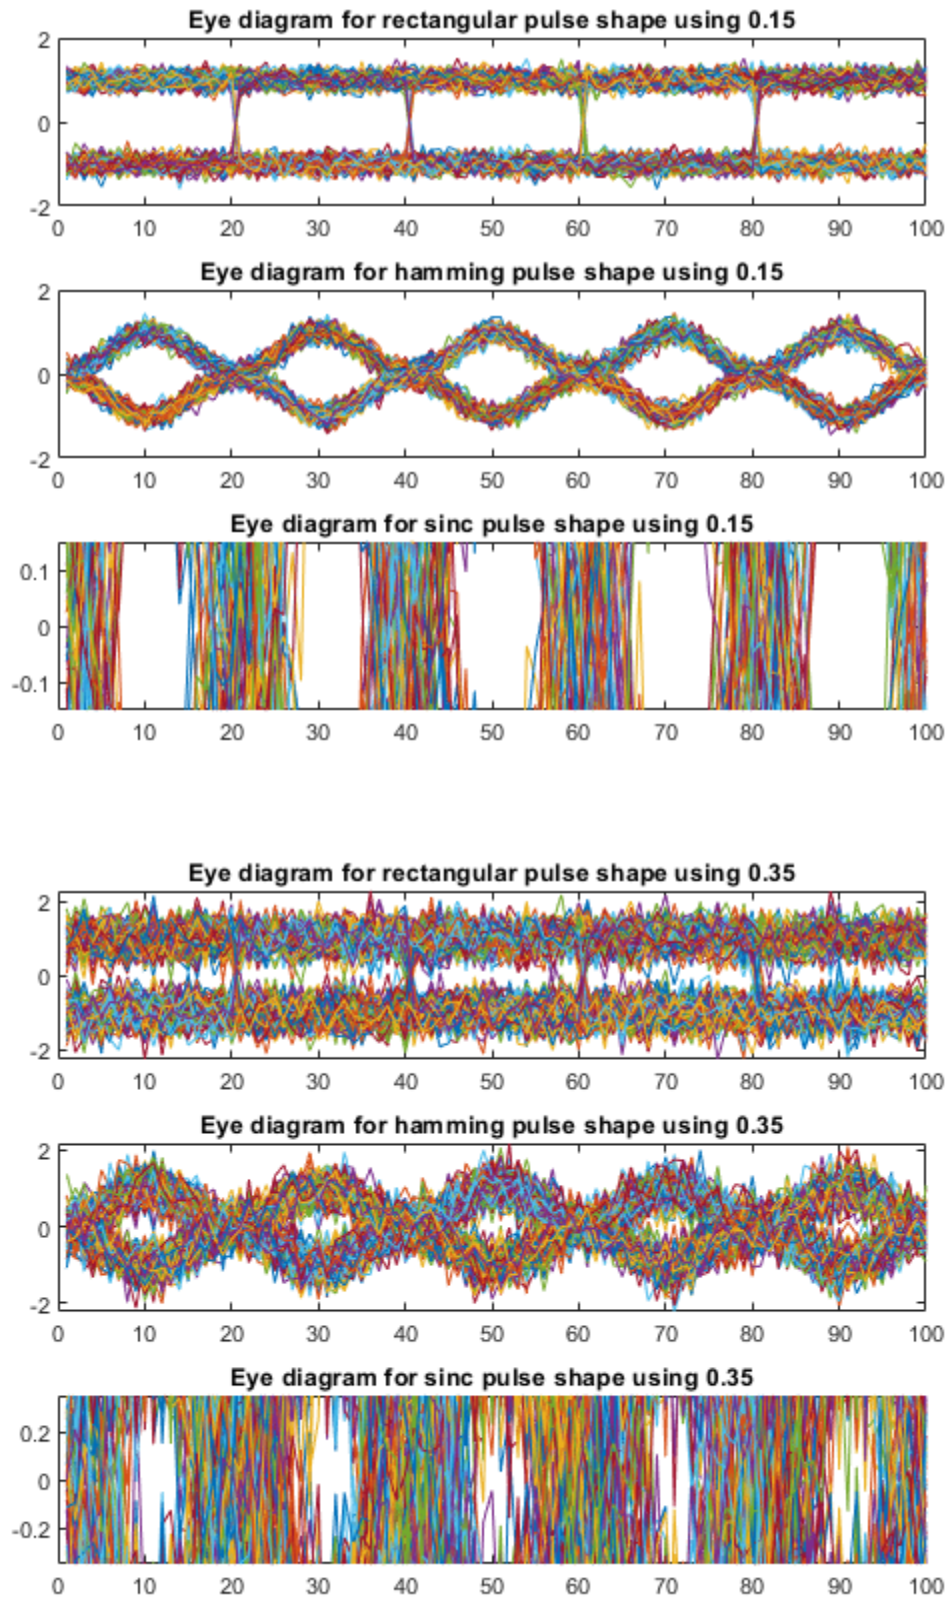 Eye diagram for rectangular pulse shape using 0.15
2
0
-2
0 10 20 30 40 50 60 70 80 90 100
Eye diagram for hamming pulse shape using 0.15
2
0
-2
0 10 20 30 40 50 60 70 80 90 100
Eye diagram for sinc pulse shape using 0.15
0.1
0
-0.1
0 10 20 30 40 50 60 70 80 90 100
Eye diagram for rectangular pulse shape using 0.35
2
0
-2
0 10 20 30 40 50 60 70 80 90 100
Eye diagram for hamming pulse shape using 0.35
2
0
-2
0 10 20 30 40 50 60 70 80 90 100
Eye diagram for sinc pulse shape using 0.35
0.2
0
-0.2
0 10 20 30 40 50 60 70 80 90 100